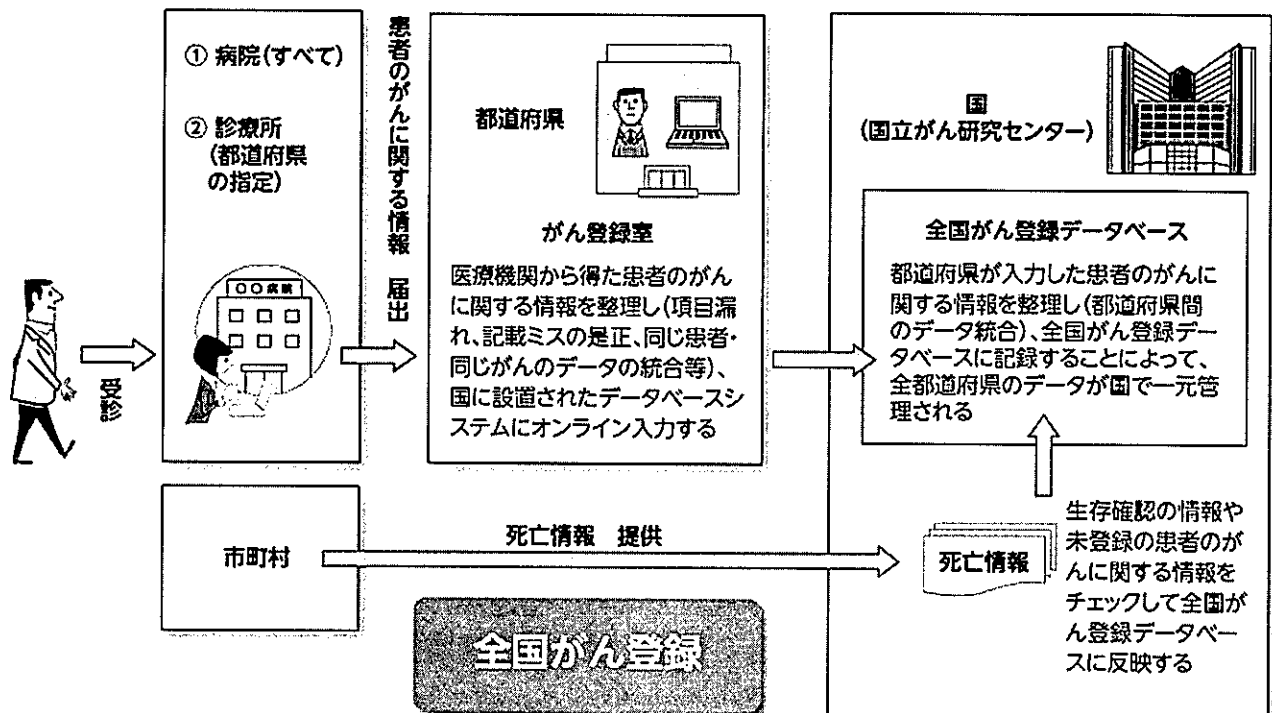 ① 病院(すべて)
② 診療所
(都道府県
の指定)
〇〇病院
受診
患者のがんに関する情報 届出
都道府県
がん登録室
医療機関から得た患者のがん
に関する情報を整理し(項目漏
れ、記載ミスの是正、同じ患者・
同じがんのデータの統合等)、
国に設置されたデータベースシ
ステムにオンライン入力する
国
(国立がん研究センター)
全国がん登録データベース
都道府県が入力した患者のがんに
関する情報を整理し(都道府県間
のデータ統合)、全国がん登録デー
タベースに記録することによって、
全都道府県のデータが国で一元管
理される
市町村
死亡情報 提供
死亡情報
生存確認の情報や
未登録の患者のが
んに関する情報を
チェックして全国が
ん登録データベー
スに反映する
全国がん登録